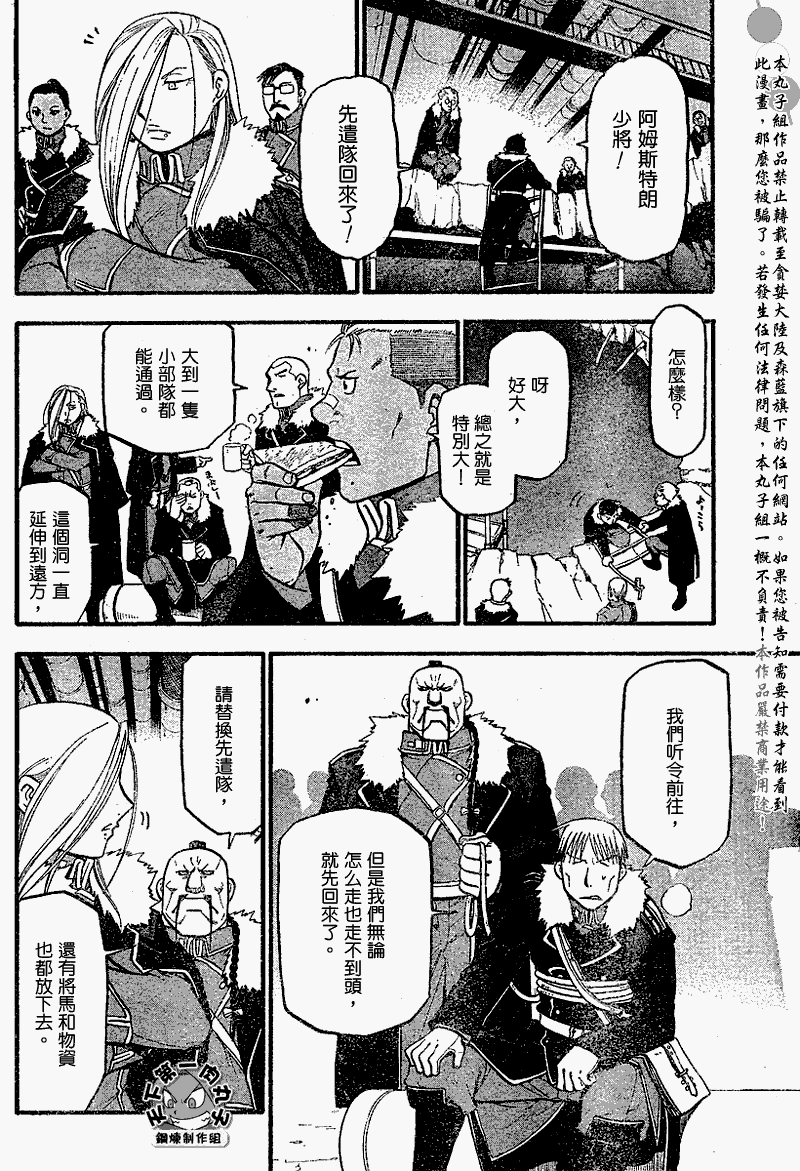 阿姆斯特朗
少將！
先遣隊回來了！
怎麼樣？
呀
好大，
總之就是
特別大！
大到一隻
小部隊都
能通過。
這個洞一直
延伸到遠方，
我們听令前往，
但是我們無論
怎么走也走不到頭，
就先回來了。
請替換先遣隊，
還有將馬和物資
也都放下去。
本丸子組作品禁止轉載至貪婪大陸及森藍旗下的任何網站。如果您被告知需要付款才能看到
此漫畫，那麼您被騙了。若發生任何法律問題，本丸子組一概不負責！本作品嚴禁商業用途！
天下第一肉丸子
鋼煉制作組